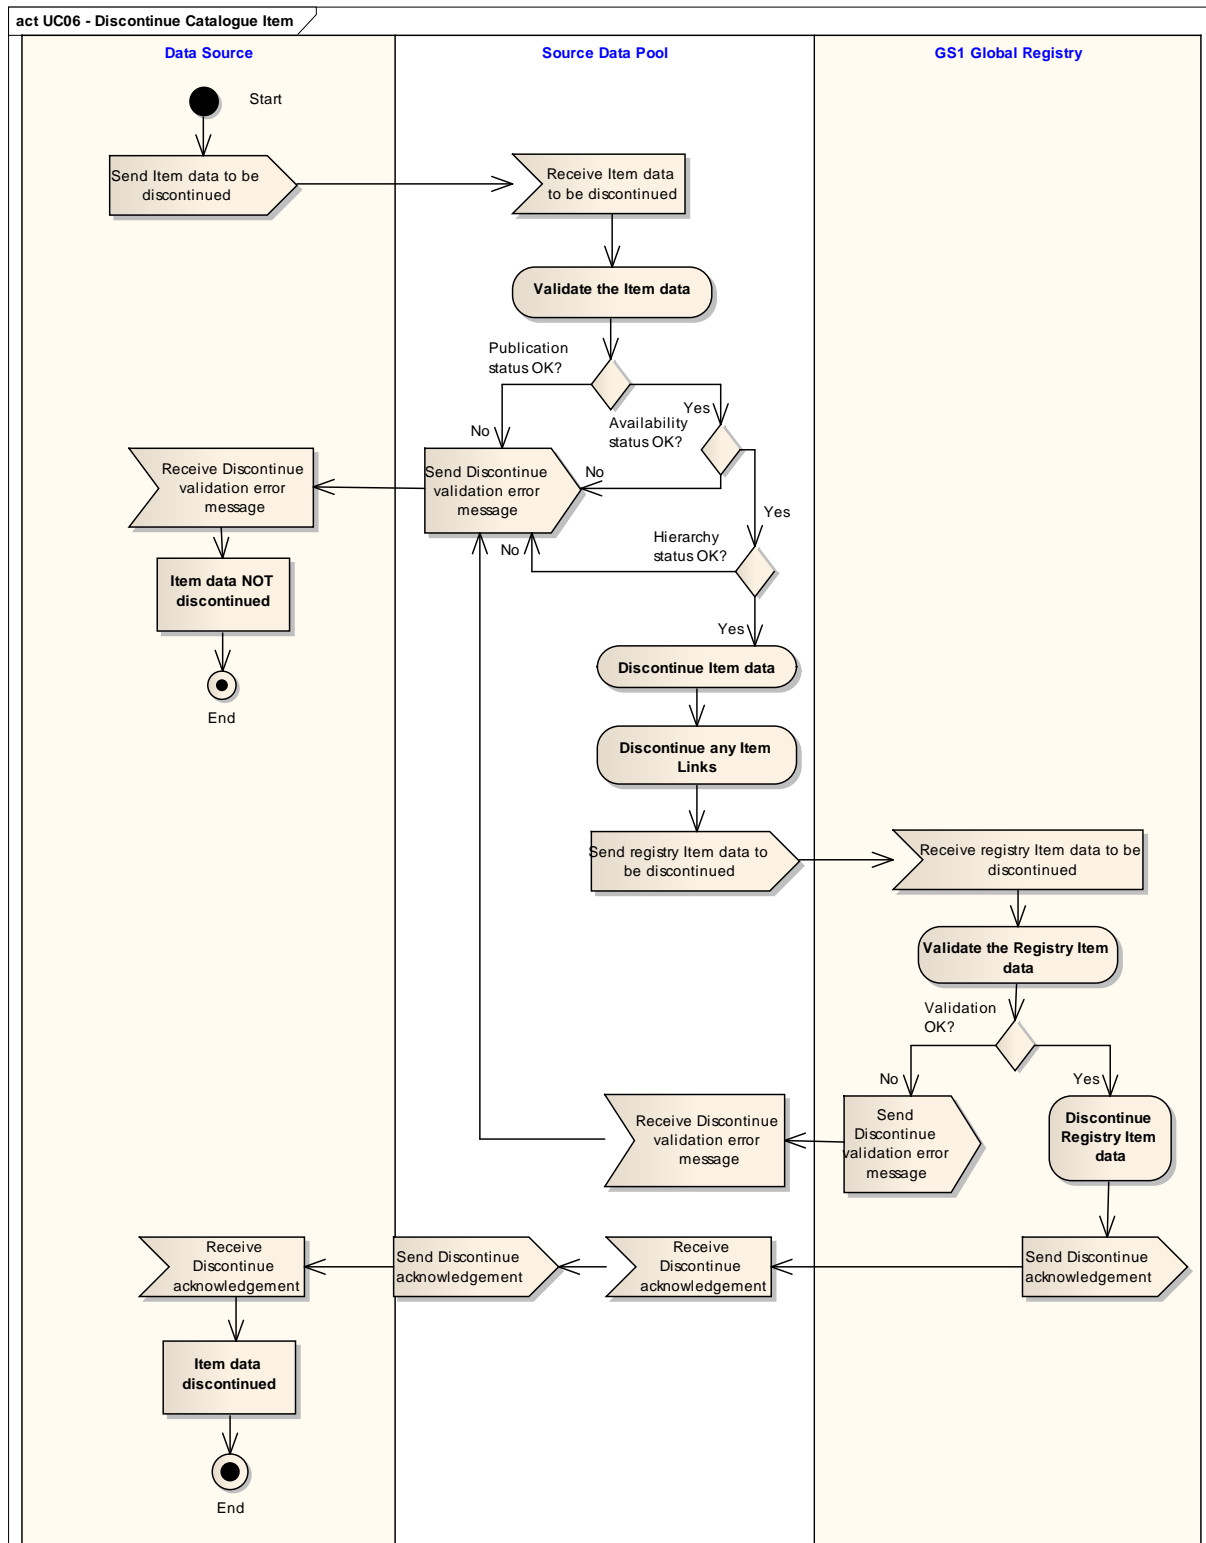 act UC06 - Discontinue Catalogue Item
Data Source
Source Data Pool
GS1 Global Registry
Start
Send Item data to be
discontinued
Receive Item data
to be discontinued
Validate the Item data
Publication
status OK?
Yes
No
Availability
status OK?
No
Yes
Receive Discontinue
validation error
message
Send Discontinue
validation error
message
Hierarchy
status OK?
No
Yes
Item data NOT
discontinued
End
Discontinue Item data
Discontinue any Item
Links
Send registry Item data to
be discontinued
Receive registry Item data to be
discontinued
Validate the Registry Item
data
Validation
OK?
No
Yes
Receive Discontinue
validation error
message
Send
Discontinue
validation error
message
Discontinue
Registry Item
data
Receive
Discontinue
acknowledgement
Send Discontinue
acknowledgement
Receive
Discontinue
acknowledgement
Send Discontinue
acknowledgement
Item data
discontinued
End